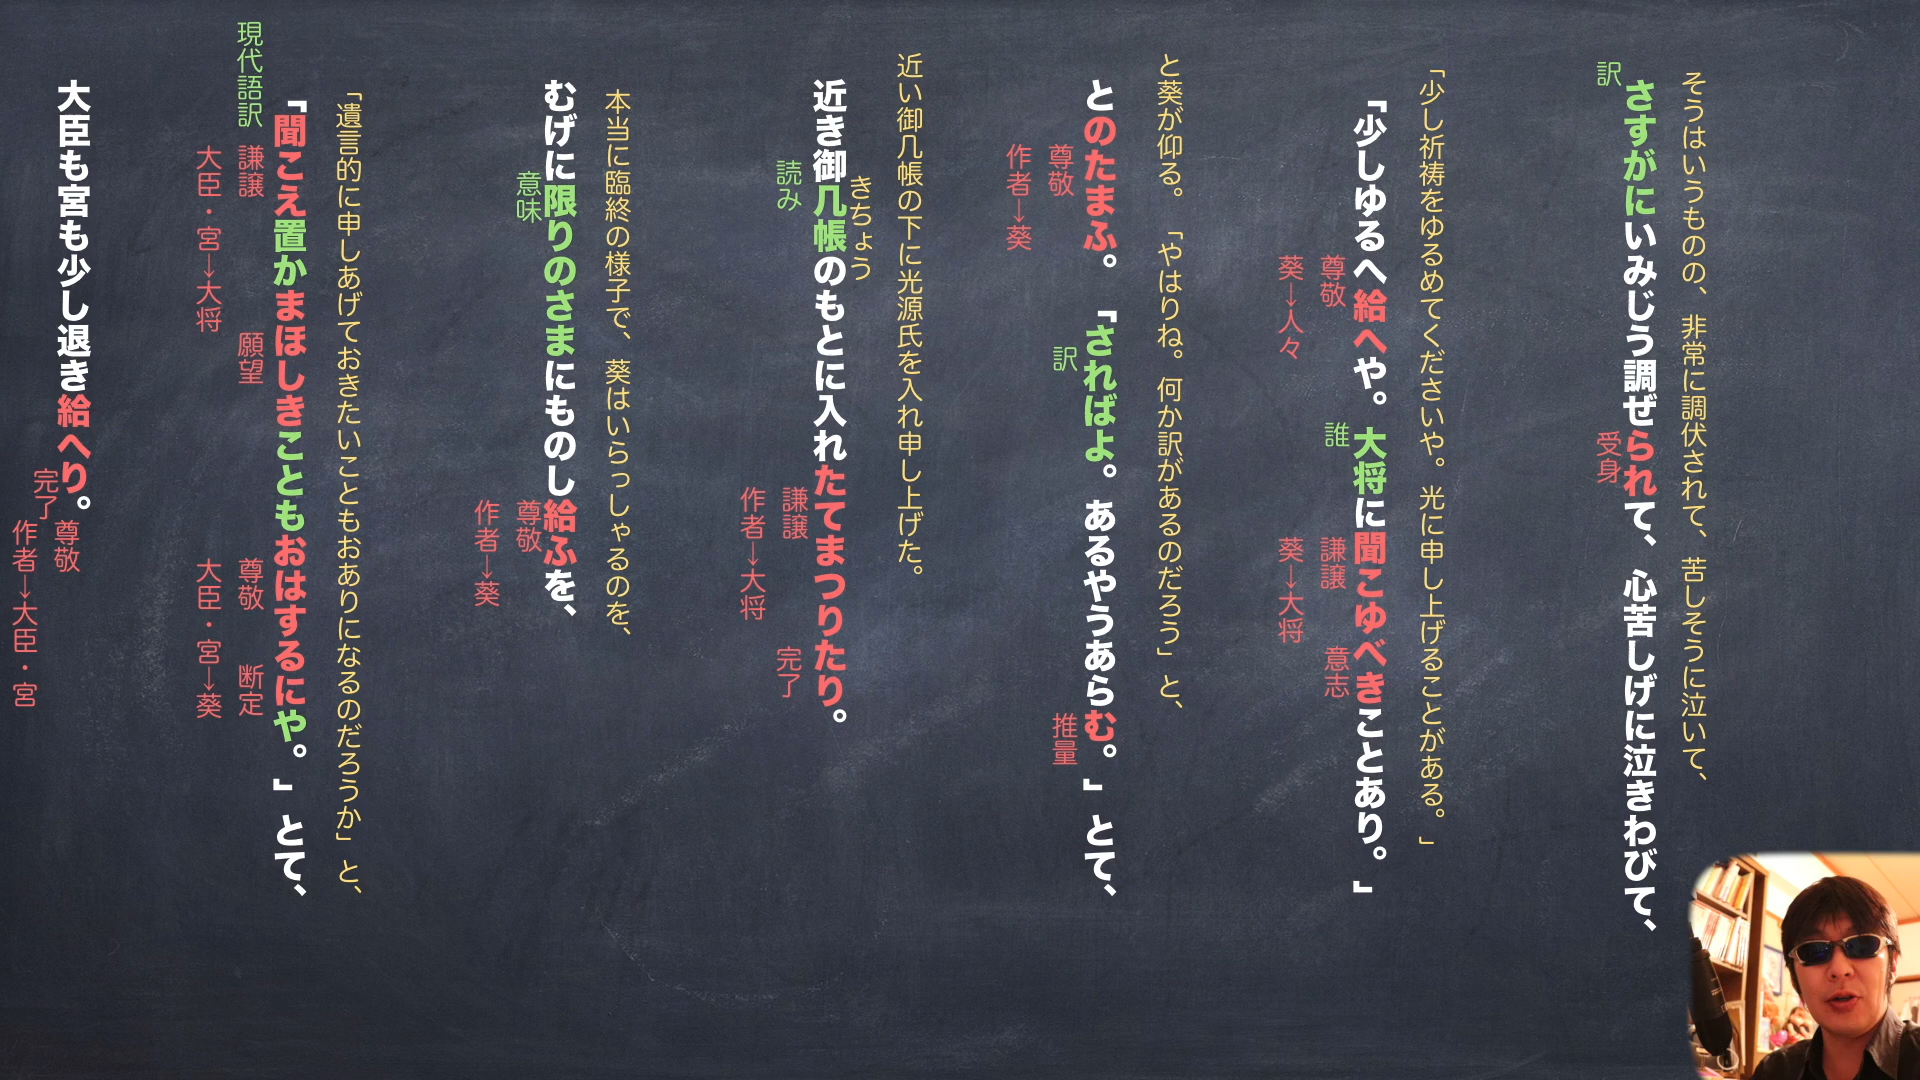 そうはいうものの、非常に調伏されて、苦しそうに泣いて、
さすがにいみじう調ぜられて、心苦しげに泣きわびて、
訳
受身
「少し祈祷をゆるめてくださいや。光に申し上げることがある。」
「少しゆるへ給へや。大将に聞こゆべきことあり。」
尊敬
葵→人々
誰
謙譲
葵→大将
意志
と葵が仰る。「やはりね。何か訳があるのだろう」と、
とのたまふ。「さればよ。あるやうあらむ。」とて、
尊敬
作者→葵
訳
推量
近い御几帳の下に光源氏を入れ申し上げた。
きちょう
近き御几帳のもとに入れたてまつりたり。
読み
謙譲
作者→大将
完了
本当に臨終の様子で、葵はいらっしゃるのを、
むげに限りのさまにものし給ふを、
意味
尊敬
作者→葵
「遺言的に申しあげておきたいこともおありになるのだろうか」と、
「聞こえ置かまほしきこともおはするにや。」とて、
現代語訳
謙譲
大臣・宮→大将
願望
尊敬
大臣・宮→葵
断定
大臣も宮も少し退き給へり。
完了
尊敬
作者→大臣・宮